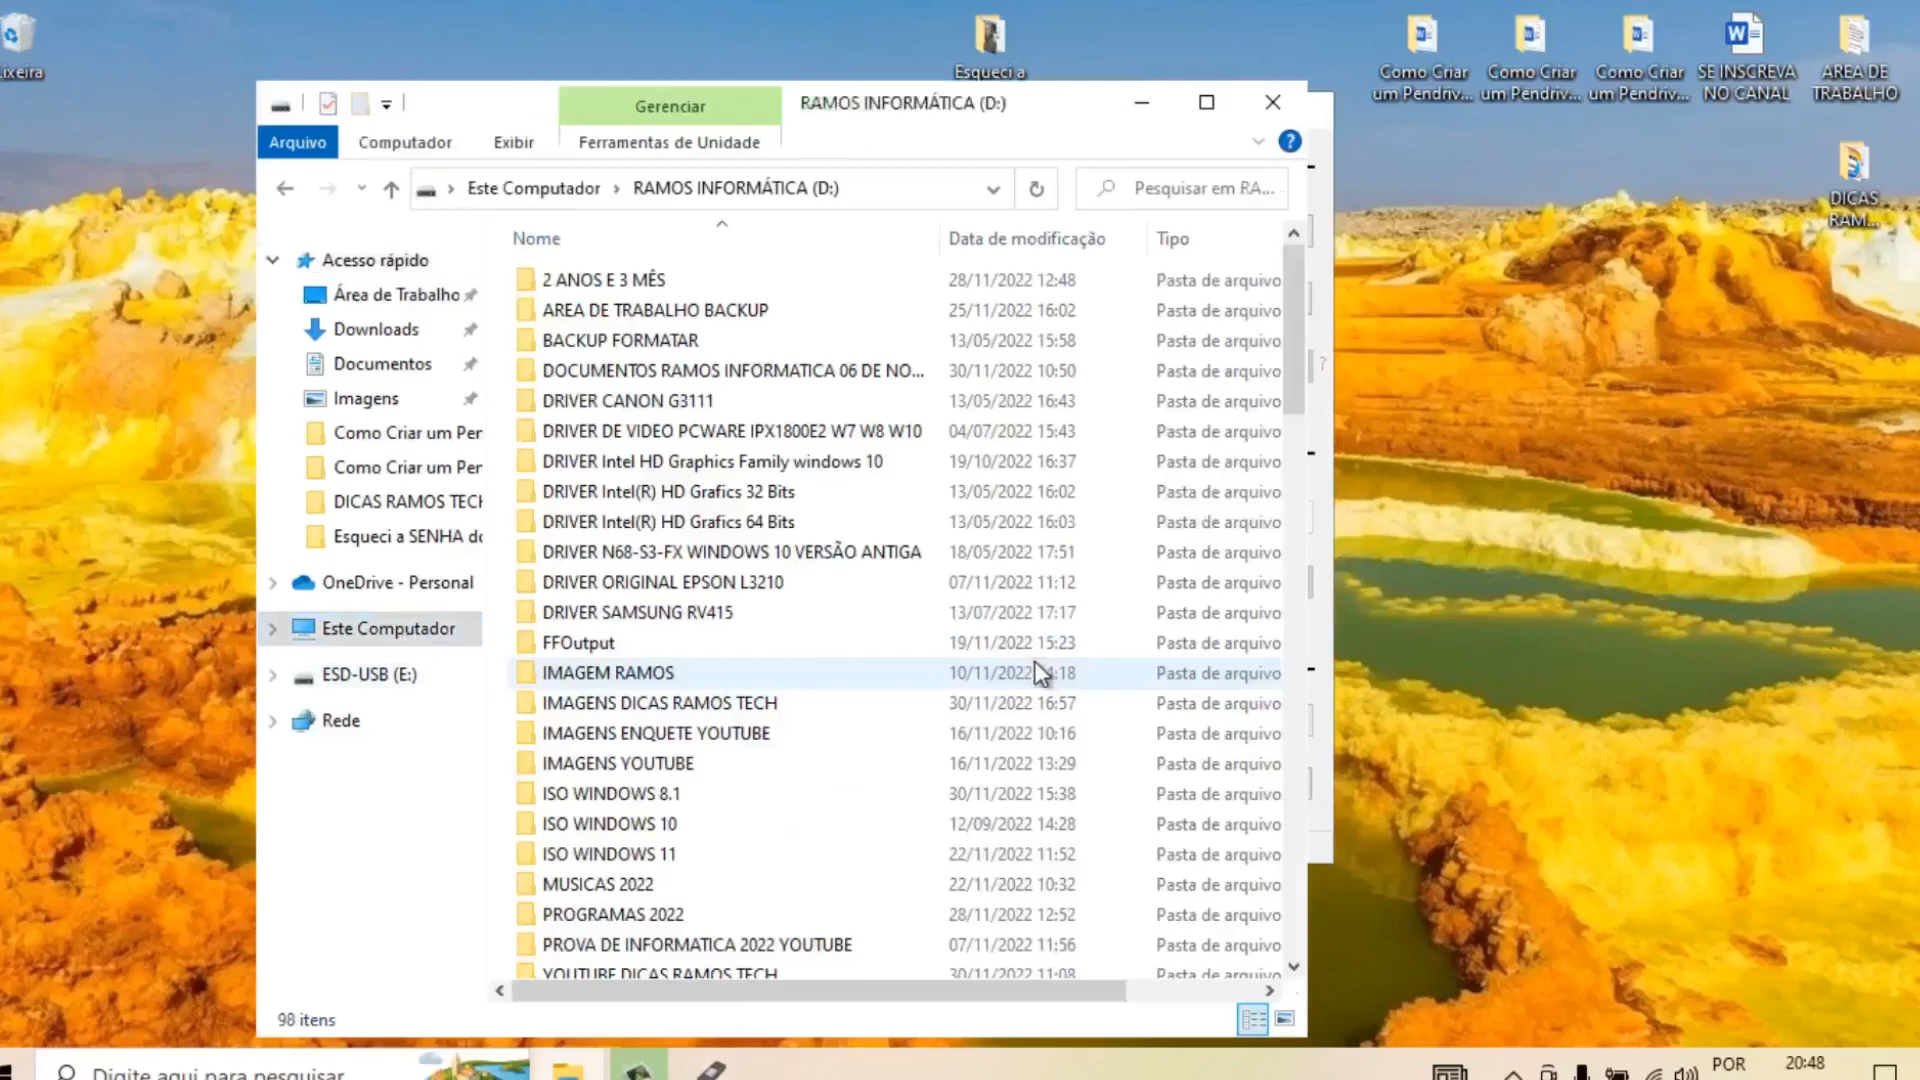 ixeira
Esqueci a
Como Criar
um Pendriv...
Como Criar
um Pendriv...
Como Criar
um Pendriv...
SE INSCREVA
NO CANAL
AREA DE
TRABALHO
DICAS
RAM...
Gerenciar
RAMOS INFORMÁTICA (D:)
Arquivo
Computador
Exibir
Ferramentas de Unidade
?
Este Computador
RAMOS INFORMÁTICA (D:)
Pesquisar em RA...
Nome
Data de modificação
Tipo
Acesso rápido
Área de Trabalho
Downloads
Documentos
Imagens
Como Criar um Per
Como Criar um Per
DICAS RAMOS TECH
Esqueci a SENHA do
OneDrive - Personal
Este Computador
ESD-USB (E:)
Rede
2 ANOS E 3 MÊS 28/11/2022 12:48 Pasta de arquivo
AREA DE TRABALHO BACKUP 25/11/2022 16:02 Pasta de arquivo
BACKUP FORMATAR 13/05/2022 15:58 Pasta de arquivo
DOCUMENTOS RAMOS INFORMATICA 06 DE NO... 30/11/2022 10:50 Pasta de arquivo
DRIVER CANON G3111 13/05/2022 16:43 Pasta de arquivo
DRIVER DE VIDEO PCWARE IPX1800E2 W7 W8 W10 04/07/2022 15:43 Pasta de arquivo
DRIVER Intel HD Graphics Family windows 10 19/10/2022 16:37 Pasta de arquivo
DRIVER Intel(R) HD Grafics 32 Bits 13/05/2022 16:02 Pasta de arquivo
DRIVER Intel(R) HD Grafics 64 Bits 13/05/2022 16:03 Pasta de arquivo
DRIVER N68-S3-FX WINDOWS 10 VERSÃO ANTIGA 18/05/2022 17:51 Pasta de arquivo
DRIVER ORIGINAL EPSON L3210 07/11/2022 11:12 Pasta de arquivo
DRIVER SAMSUNG RV415 13/07/2022 17:17 Pasta de arquivo
FFOutput 19/11/2022 15:23 Pasta de arquivo
IMAGEM RAMOS 10/11/2022 :18 Pasta de arquivo
IMAGENS DICAS RAMOS TECH 30/11/2022 16:57 Pasta de arquivo
IMAGENS ENQUETE YOUTUBE 16/11/2022 10:16 Pasta de arquivo
IMAGENS YOUTUBE 16/11/2022 13:29 Pasta de arquivo
ISO WINDOWS 8.1 30/11/2022 15:38 Pasta de arquivo
ISO WINDOWS 10 12/09/2022 14:28 Pasta de arquivo
ISO WINDOWS 11 22/11/2022 11:52 Pasta de arquivo
MUSICAS 2022 22/11/2022 10:32 Pasta de arquivo
PROGRAMAS 2022 28/11/2022 12:52 Pasta de arquivo
PROVA DE INFORMATICA 2022 YOUTUBE 07/11/2022 11:56 Pasta de arquivo
YOUTUBE DICAS RAMOS TECH 30/11/2022 11:08 Pasta de arquivo
98 itens
Digite aqui para pesquisar
POR
20:48